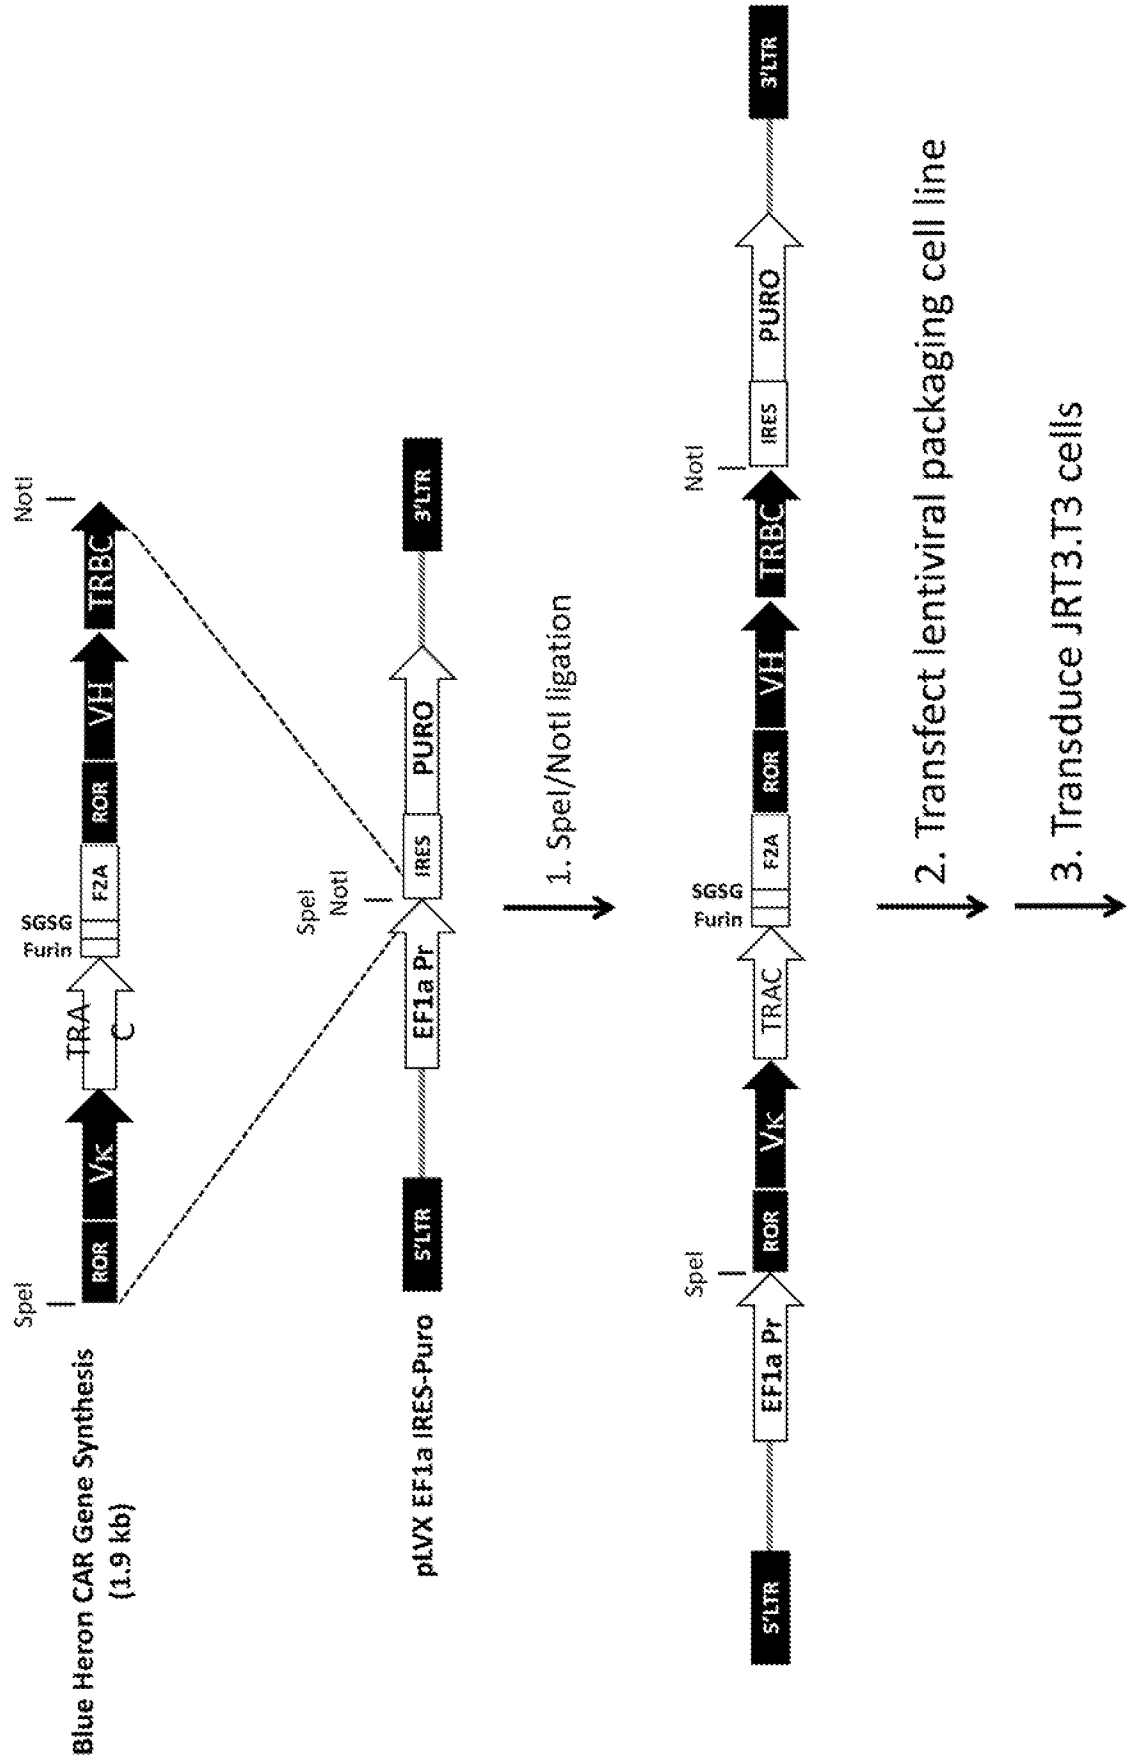 SpeI
NotI
Furin
SGSG
ROR
Vκ
TRA
C
F2A
ROR
VH
TRBC
Blue Heron CAR Gene Synthesis
(1.9 kb)
SpeI
NotI
pLVX EF1a IRES-Puro
5'LTR
EF1a Pr
IRES
PURO
3'LTR
1. SpeI/NotI ligation
SpeI
NotI
Furin
SGSG
5'LTR
EF1a Pr
ROR
Vκ
TRAC
F2A
ROR
VH
TRBC
IRES
PURO
3'LTR
2. Transfect lentiviral packaging cell line
3. Transduce JRT3.T3 cells